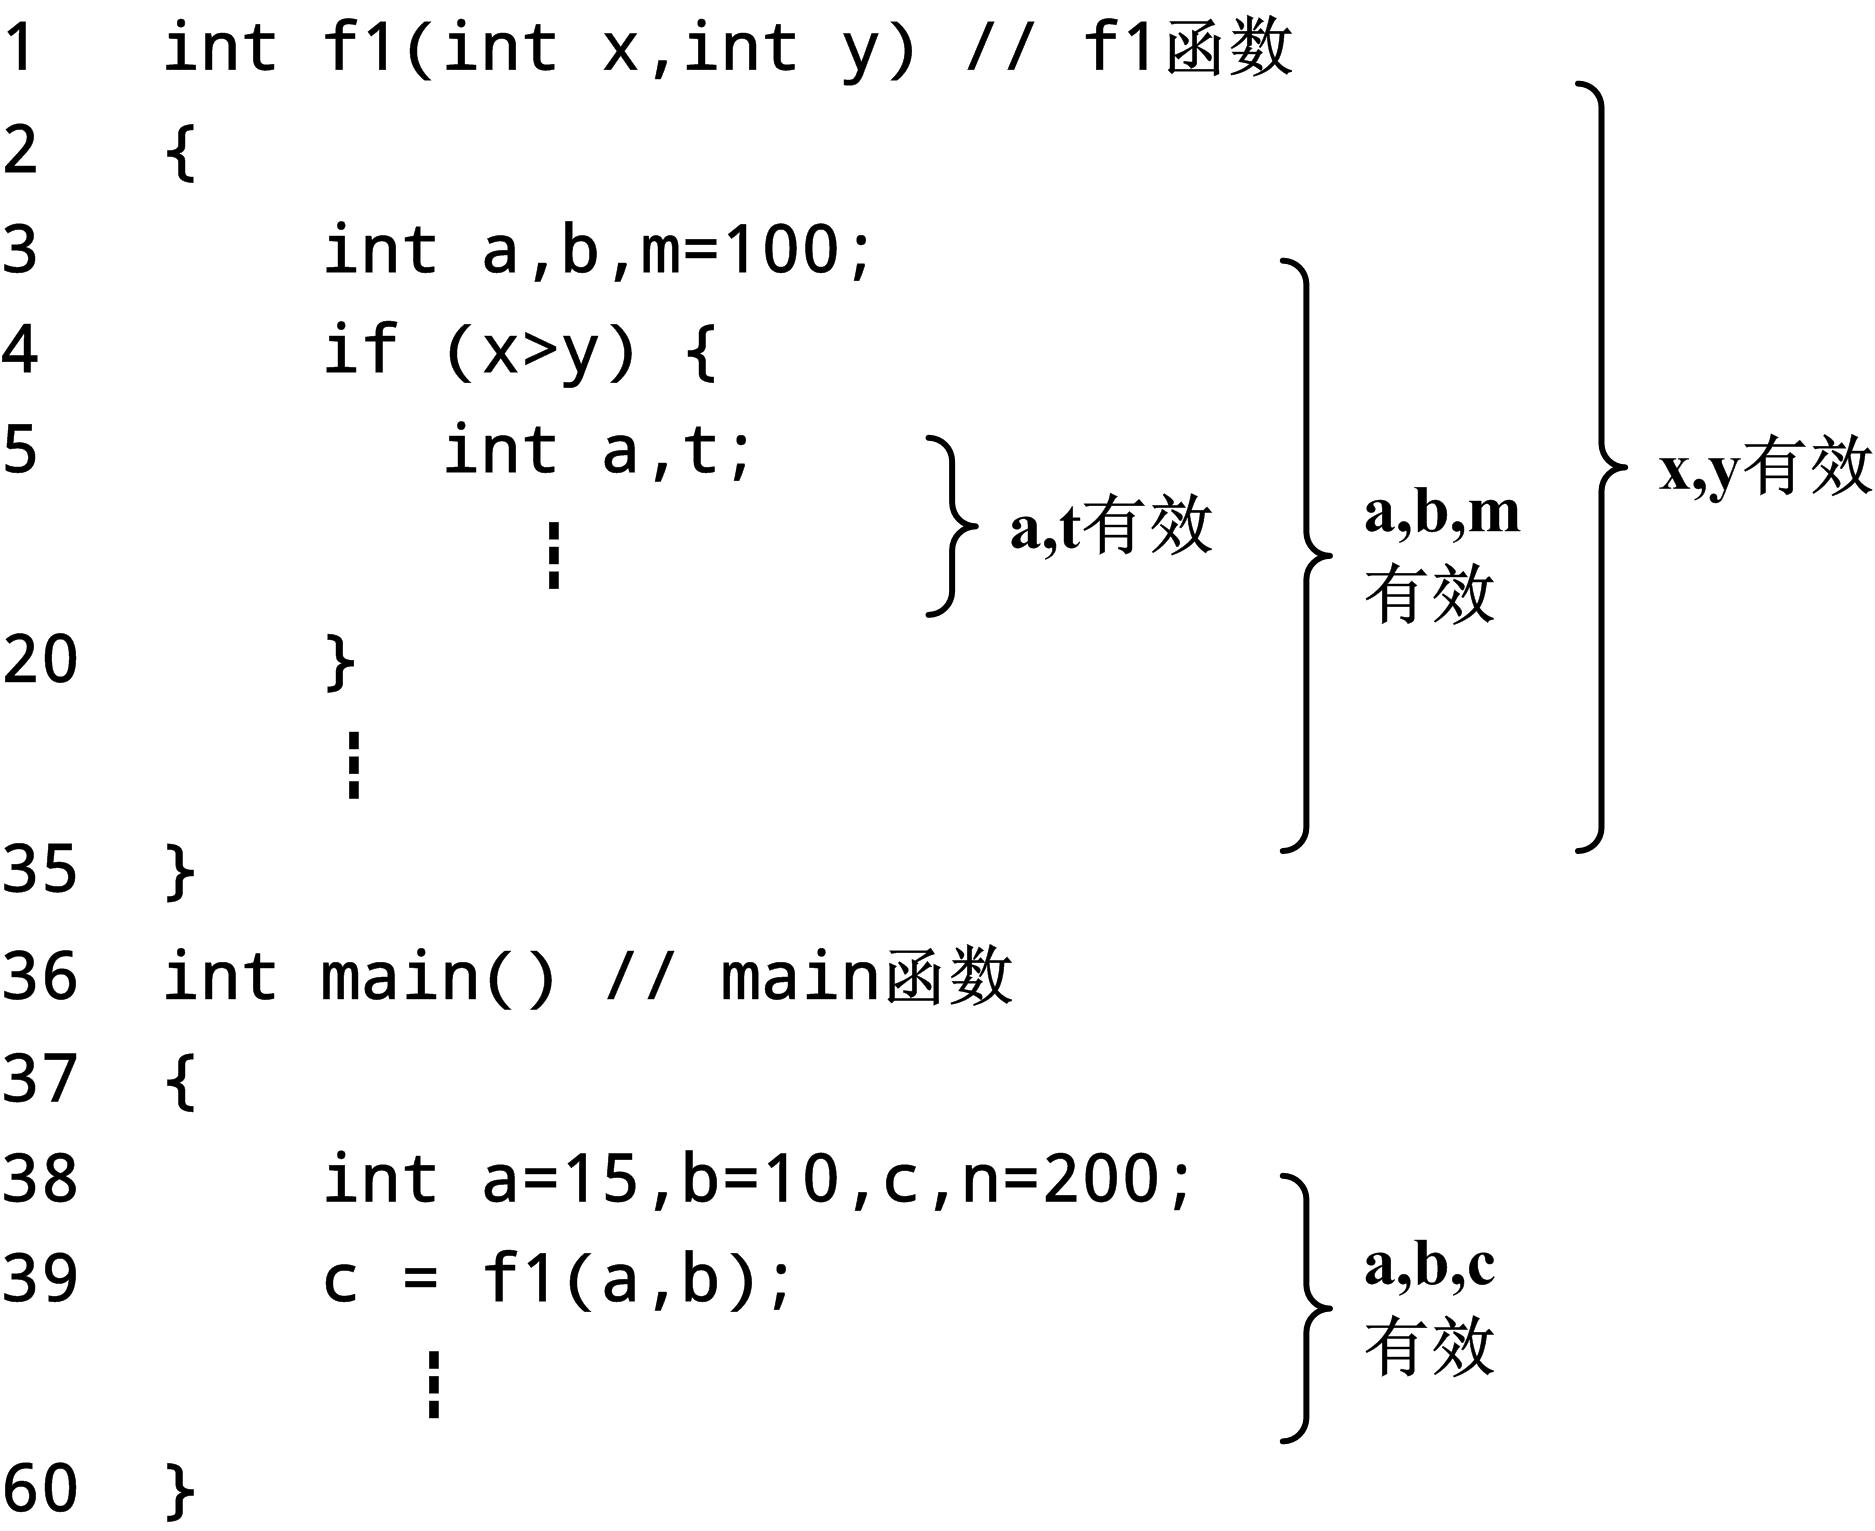 1 int f1(int x,int y) // f1函数
2 {
3 int a,b,m=100;
4 if (x>y) {
5 int a,t;
a,t有效
a,b,m
有效
x,y有效
20 }
35 }
36 int main() // main函数
37 {
38 int a=15,b=10,c,n=200;
39 c = f1(a,b);
a,b,c
有效
60 }